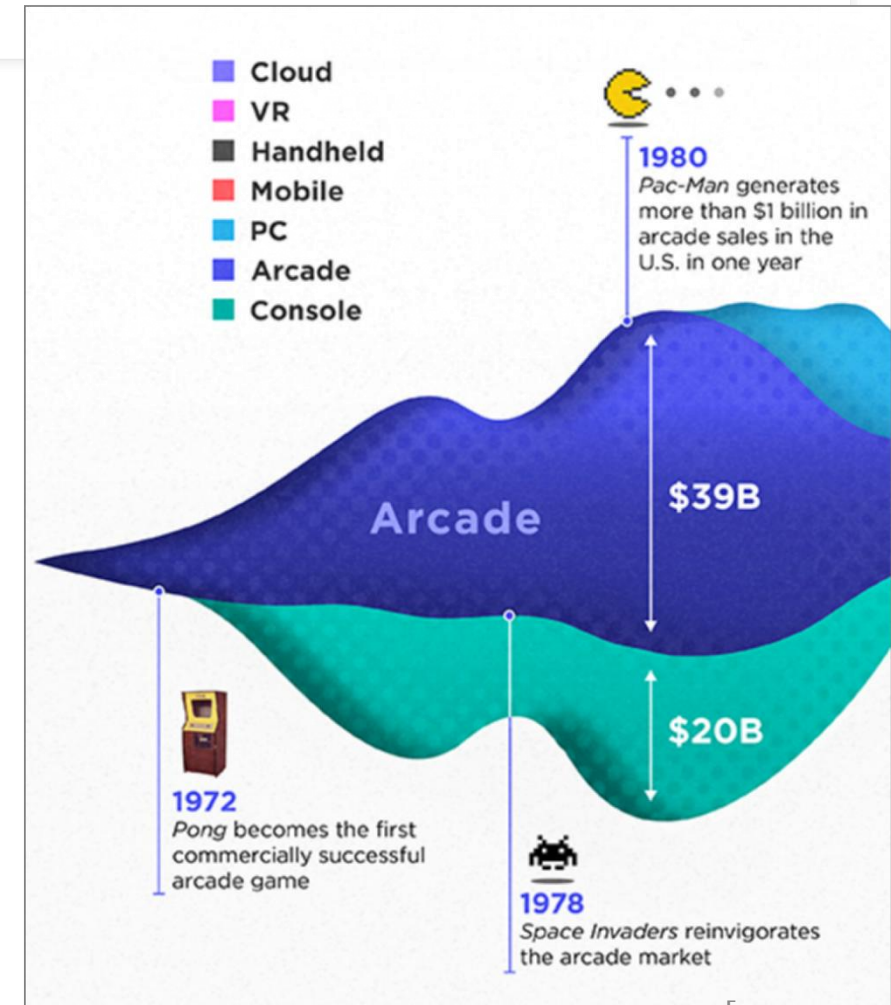 Cloud
VR
Handheld
Mobile
PC
Arcade
Console
1980
Pac-Man generates
more than $1 billion in
arcade sales in the
U.S. in one year
Arcade
$39B
$20B
1972
Pong becomes the first
commercially successful
arcade game
1978
Space Invaders reinvigorates
the arcade market